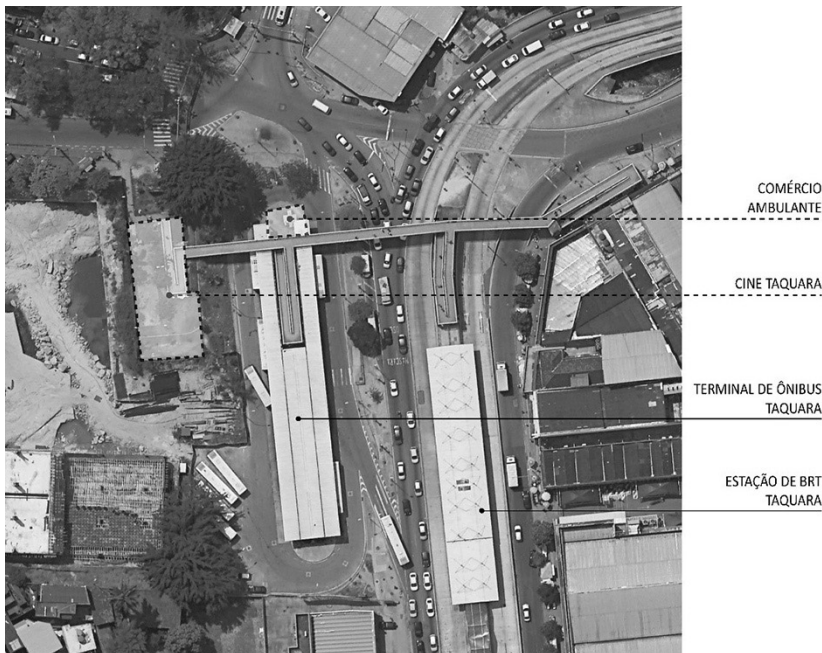 COMÉRCIO
AMBULANTE
CINE TAQUARA
TERMINAL DE ÔNIBUS
TAQUARA
ESTAÇÃO DE BRT
TAQUARA